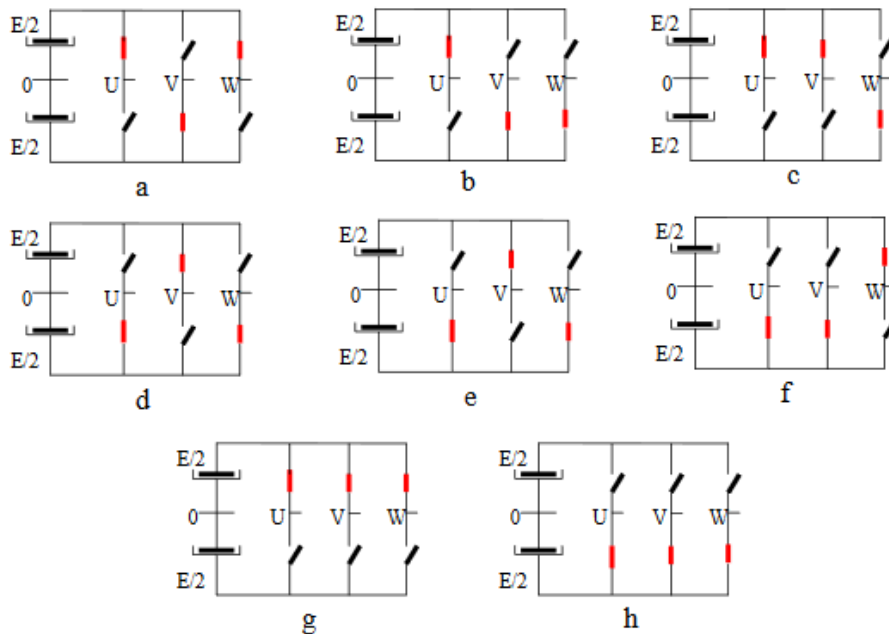 E/2 E/2 E/2
0 U V W 0 U V W 0 U V W
E/2 E/2 E/2
a b c
E/2 E/2 E/2
0 U V W 0 U V W 0 U V W
E/2 E/2 E/2
d e f
E/2 E/2
0 U V W 0 U V W
E/2 E/2
g h